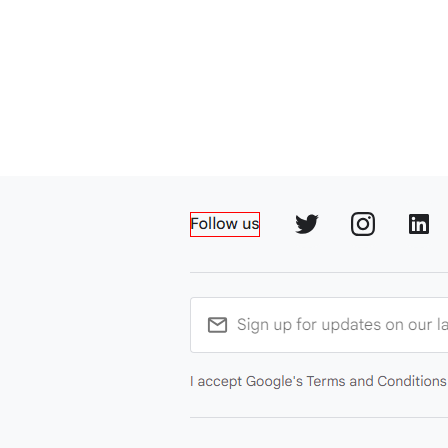 Follow us
Sign up for updates on our la
I accept Google's Terms and Conditions